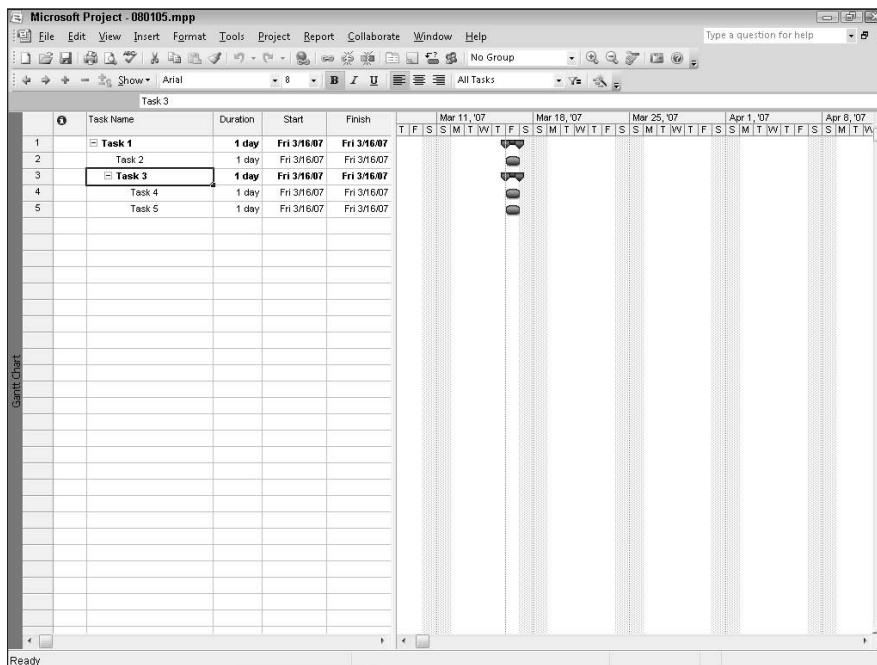 Microsoft Project - 080105.mpp
File Edit View Insert Format Tools Project Report Collaborate Window Help Type a question for help
No Group
Show Arial 8 B I U All Tasks
Task 3
Task Name Duration Start Finish Mar 11, '07 Mar 18, '07 Mar 25, '07 Apr 1, '07 Apr 8, '07
T F S S M T W T F S S M T W T F S S M T W T F S S M T W T F S S M T W
1 Task 1 1 day Fri 3/16/07 Fri 3/16/07
2 Task 2 1 day Fri 3/16/07 Fri 3/16/07
3 Task 3 1 day Fri 3/16/07 Fri 3/16/07
4 Task 4 1 day Fri 3/16/07 Fri 3/16/07
5 Task 5 1 day Fri 3/16/07 Fri 3/16/07
Gantt Chart
Ready